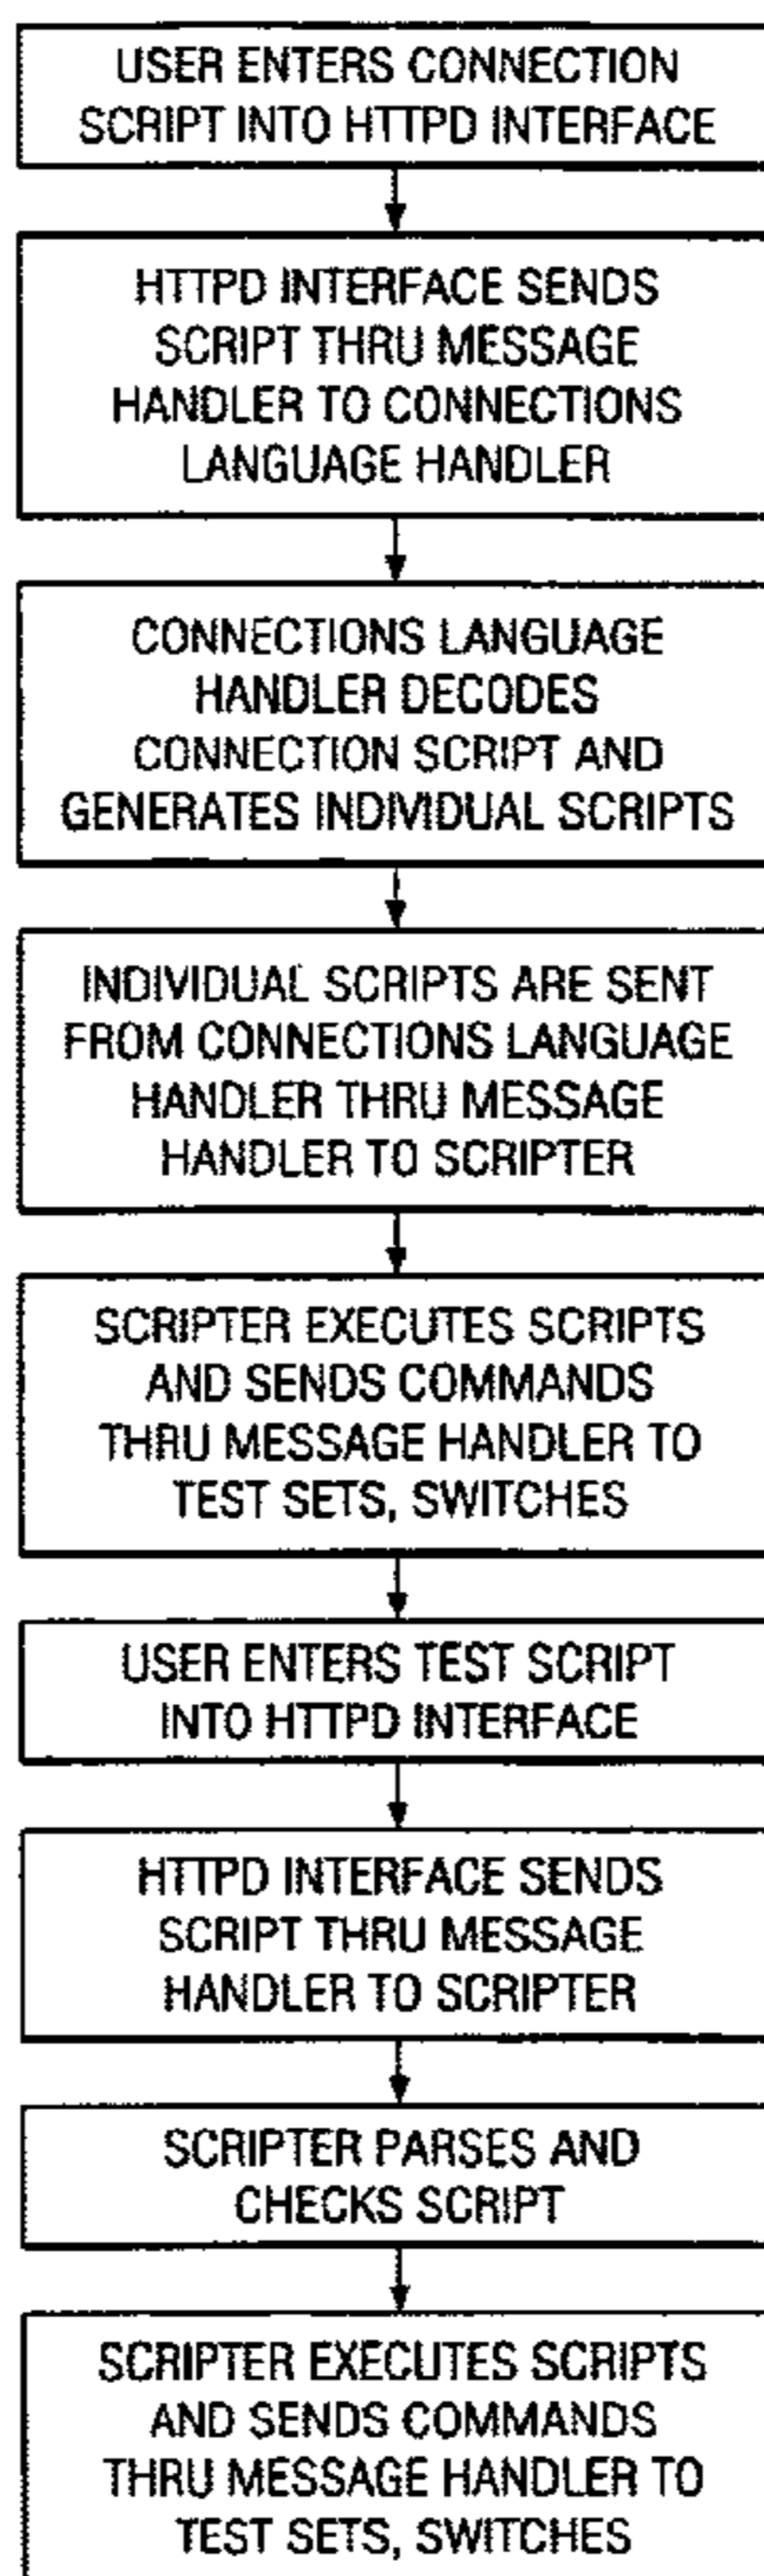 USER ENTERS CONNECTION
SCRIPT INTO HTTPD INTERFACE
HTTPD INTERFACE SENDS
SCRIPT THRU MESSAGE
HANDLER TO CONNECTIONS
LANGUAGE HANDLER
CONNECTIONS LANGUAGE
HANDLER DECODES
CONNECTION SCRIPT AND
GENERATES INDIVIDUAL SCRIPTS
INDIVIDUAL SCRIPTS ARE SENT
FROM CONNECTIONS LANGUAGE
HANDLER THRU MESSAGE
HANDLER TO SCRIPTER
SCRIPTER EXECUTES SCRIPTS
AND SENDS COMMANDS
THRU MESSAGE HANDLER TO
TEST SETS, SWITCHES
USER ENTERS TEST SCRIPT
INTO HTTPD INTERFACE
HTTPD INTERFACE SENDS
SCRIPT THRU MESSAGE
HANDLER TO SCRIPTER
SCRIPTER PARSES AND
CHECKS SCRIPT
SCRIPTER EXECUTES SCRIPTS
AND SENDS COMMANDS
THRU MESSAGE HANDLER TO
TEST SETS, SWITCHES